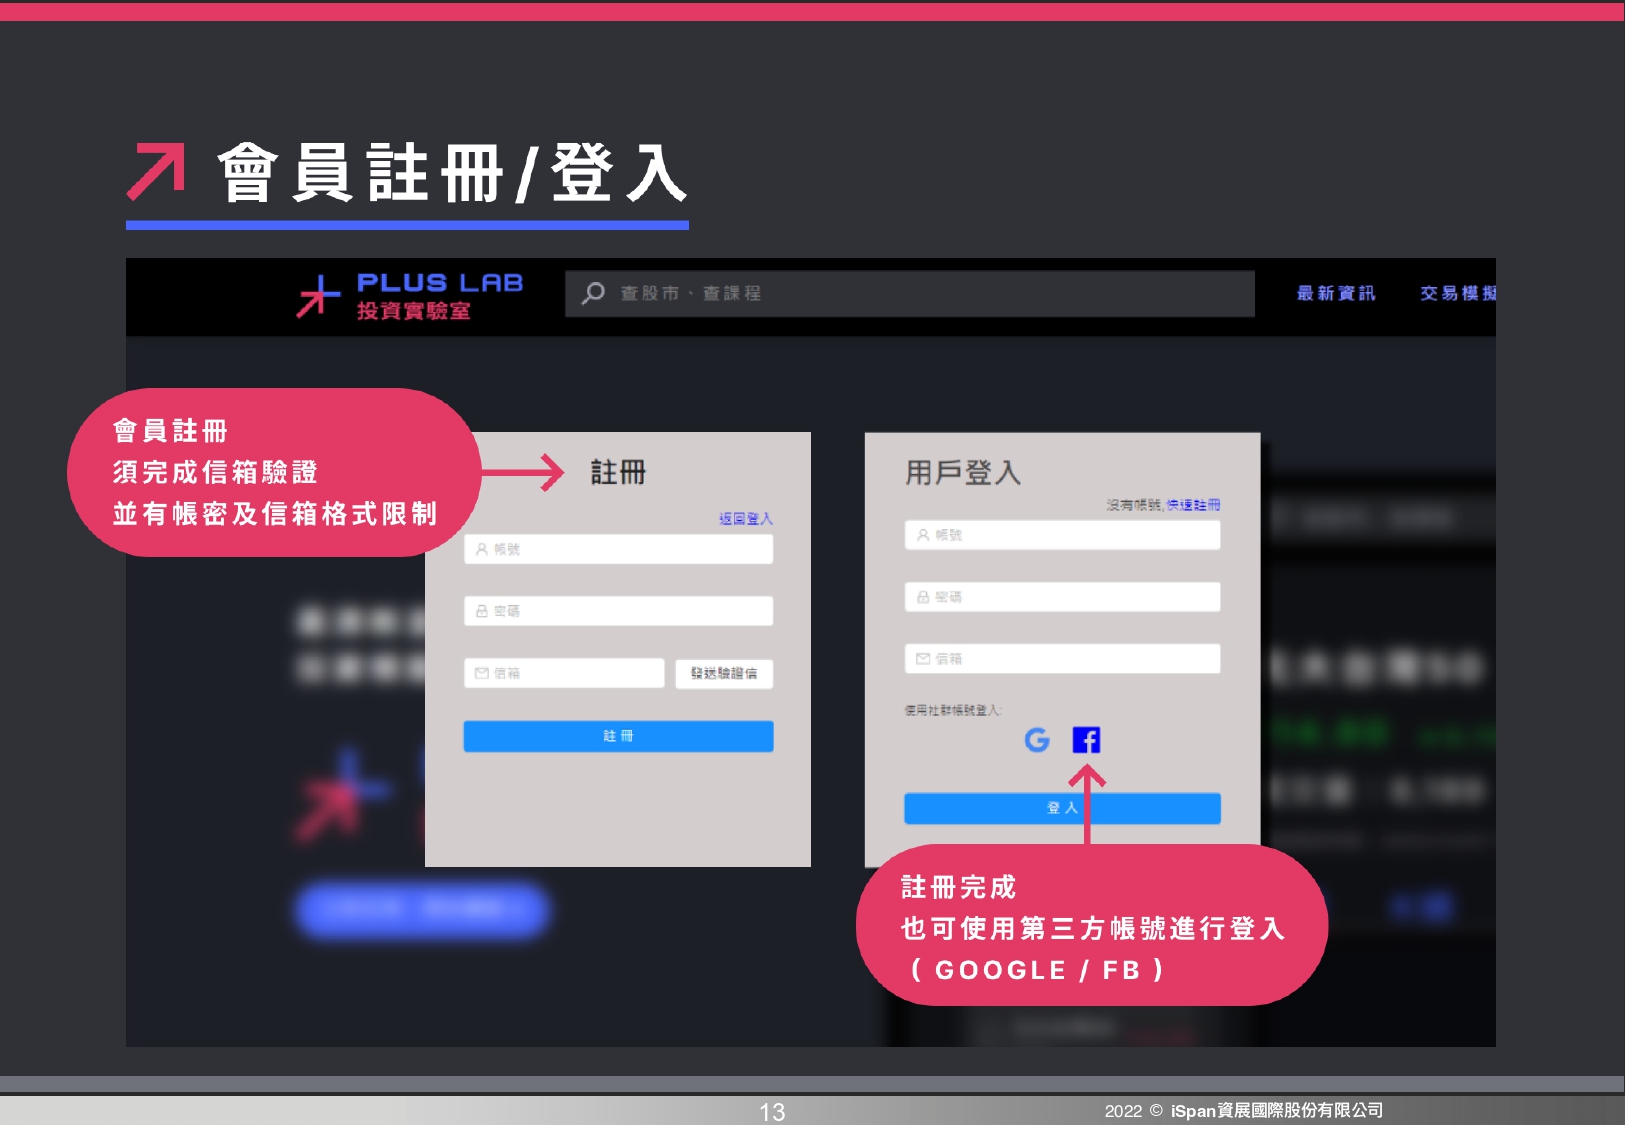 會員註冊/登入
PLUS LAB
投資實驗室
查股市、查課程
最新資訊
交易模擬
會員註冊
須完成信箱驗證
並有帳密及信箱格式限制
註冊
返回登入
帳號
密碼
信箱
發送驗證信
註 冊
用戶登入
沒有帳號,快速註冊
帳號
密碼
信箱
使用社群帳號登入:
登 入
註冊完成
也可使用第三方帳號進行登入
( GOOGLE / FB )
13
2022 © iSpan資展國際股份有限公司